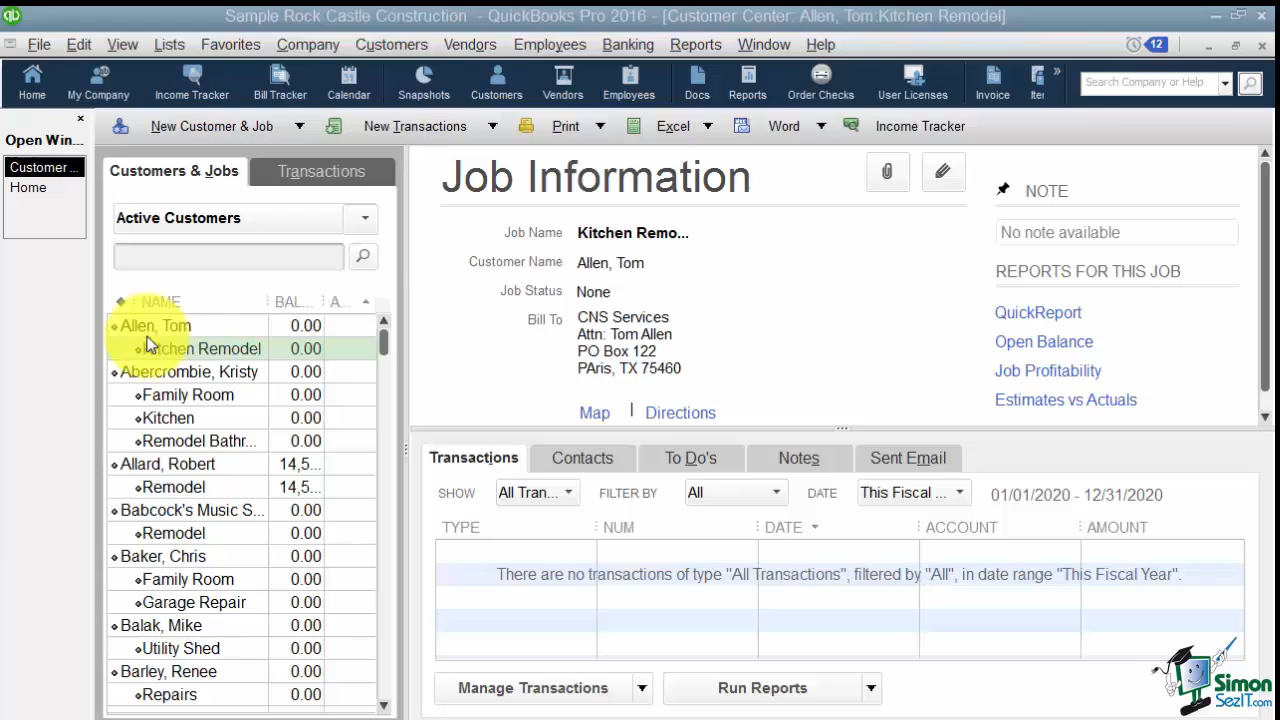 Sample Rock Castle Construction - QuickBooks Pro 2016 - [Customer Center: Allen, Tom:Kitchen Remodel]
File Edit View Lists Favorites Company Customers Vendors Employees Banking Reports Window Help 12
Home My Company Income Tracker Bill Tracker Calendar Snapshots Customers Vendors Employees Docs Reports Order Checks User Licenses Invoice Iter Search Company or Help
New Customer & Job New Transactions Print Excel Word Income Tracker
Open Win...
Customer ...
Home
Customers & Jobs Transactions
Active Customers
NAME BAL... A...
Allen, Tom 0.00
Kitchen Remodel 0.00
Abercrombie, Kristy 0.00
Family Room 0.00
Kitchen 0.00
Remodel Bathr... 0.00
Allard, Robert 14,5...
Remodel 14,5...
Babcock's Music S... 0.00
Remodel 0.00
Baker, Chris 0.00
Family Room 0.00
Garage Repair 0.00
Balak, Mike 0.00
Utility Shed 0.00
Barley, Renee 0.00
Repairs 0.00
Job Information
Job Name Kitchen Remo...
Customer Name Allen, Tom
Job Status None
Bill To CNS Services
Attn: Tom Allen
PO Box 122
PAris, TX 75460
Map | Directions
NOTE
No note available
REPORTS FOR THIS JOB
QuickReport
Open Balance
Job Profitability
Estimates vs Actuals
Transactions Contacts To Do's Notes Sent Email
SHOW All Tran... FILTER BY All DATE This Fiscal ... 01/01/2020 - 12/31/2020
TYPE NUM DATE ACCOUNT AMOUNT
There are no transactions of type "All Transactions", filtered by "All", in date range "This Fiscal Year".
Manage Transactions Run Reports
Simon
SezIT.com